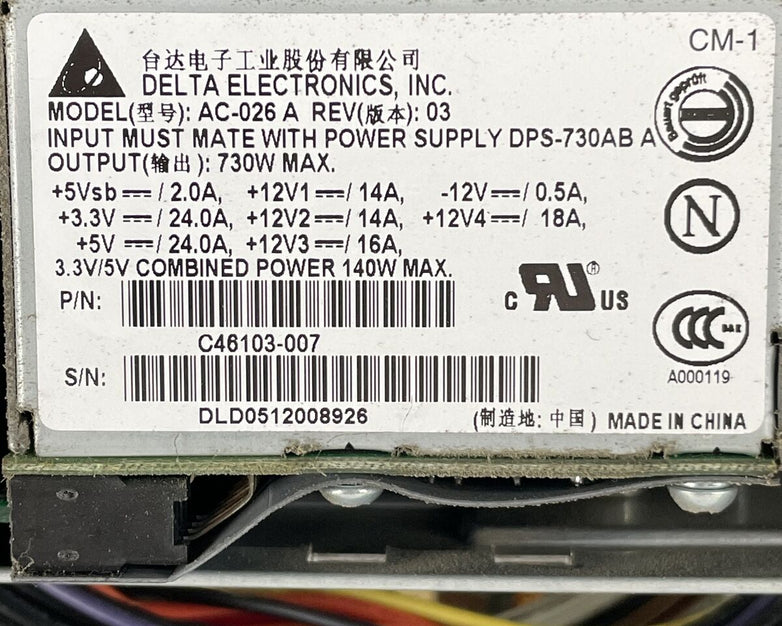 CM-1
台达电子工业股份有限公司
DELTA ELECTRONICS, INC.
MODEL(型号): AC-026 A REV(版本): 03
INPUT MUST MATE WITH POWER SUPPLY DPS-730AB A
OUTPUT(输出): 730W MAX.
+5Vsb ⎓/ 2.0A, +12V1 ⎓/ 14A, -12V ⎓/ 0.5A,
+3.3V ⎓/ 24.0A, +12V2 ⎓/ 14A, +12V4 ⎓/ 18A,
+5V ⎓/ 24.0A, +12V3 ⎓/ 16A,
3.3V/5V COMBINED POWER 140W MAX.
Bauart geprüft
N
C RU® US
CCC S&E
A000119
P/N:
C46103-007
S/N:
DLD0512008926
(制造地: 中国) MADE IN CHINA